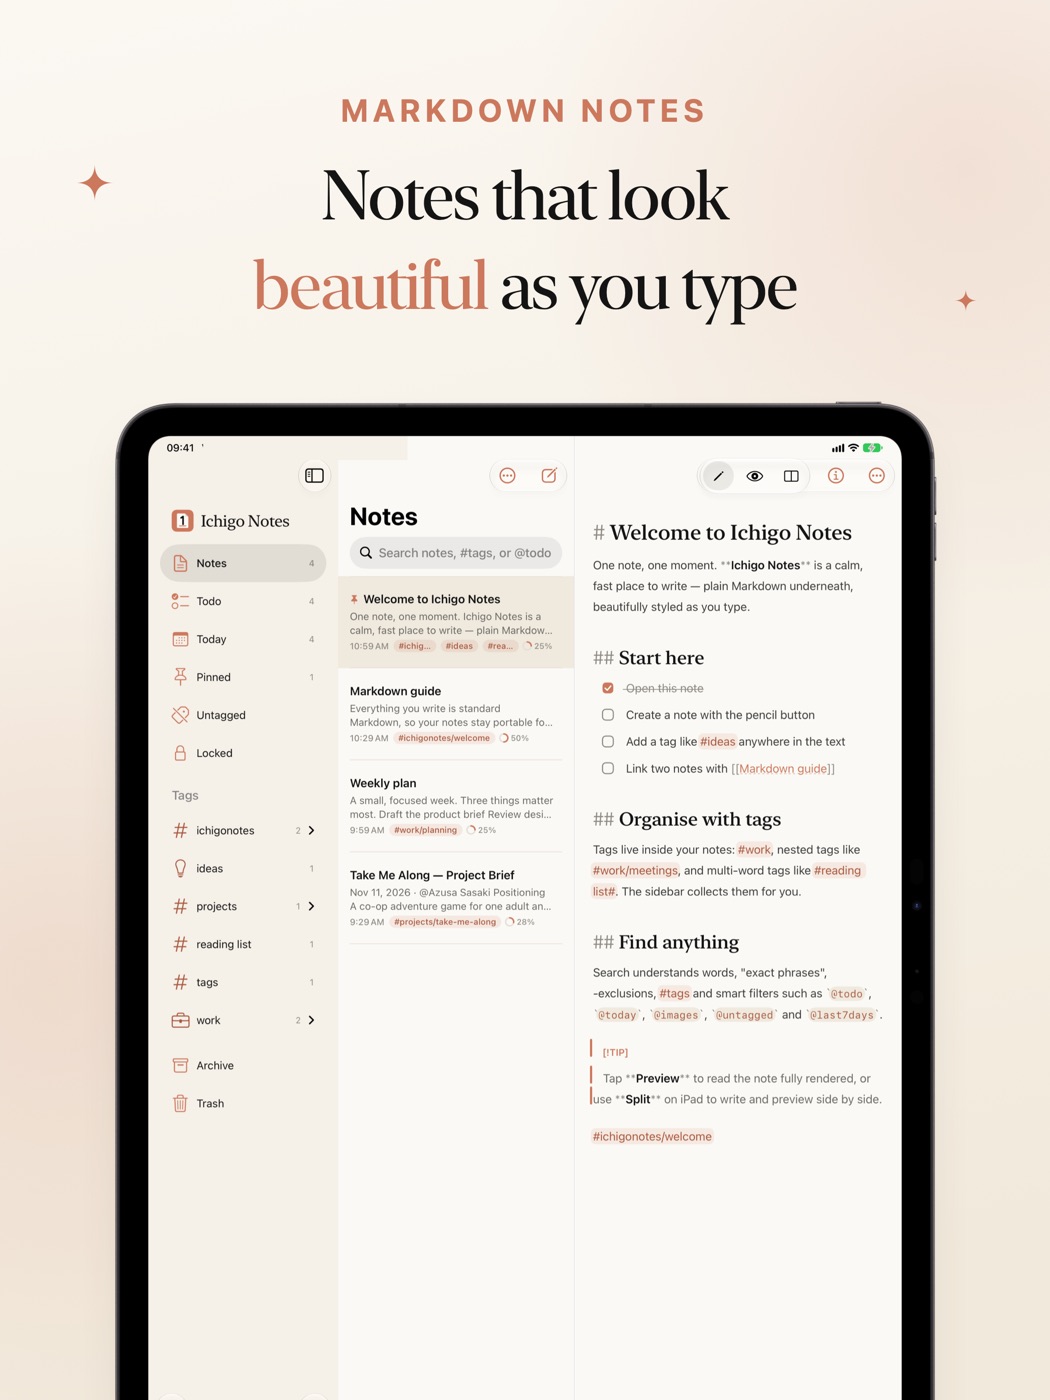 MARKDOWN NOTES
Notes that look
beautiful as you type
09:41
Ichigo Notes
Notes 4
Todo 4
Today 4
Pinned 1
Untagged
Locked
Tags
ichigonotes 2
ideas 1
projects 1
reading list 1
tags 1
work 2
Archive
Trash
Notes
Search notes, #tags, or @todo
Welcome to Ichigo Notes
One note, one moment. Ichigo Notes is a
calm, fast place to write — plain Markdow...
10:59 AM #ichig... #ideas #rea... 25%
Markdown guide
Everything you write is standard
Markdown, so your notes stay portable fo...
10:29 AM #ichigonotes/welcome 50%
Weekly plan
A small, focused week. Three things matter
most. Draft the product brief Review desi...
9:59 AM #work/planning 25%
Take Me Along — Project Brief
Nov 11, 2026 · @Azusa Sasaki Positioning
A co-op adventure game for one adult an...
9:29 AM #projects/take-me-along 28%
# Welcome to Ichigo Notes
One note, one moment. **Ichigo Notes** is a calm,
fast place to write — plain Markdown underneath,
beautifully styled as you type.
## Start here
Open this note
Create a note with the pencil button
Add a tag like #ideas anywhere in the text
Link two notes with [[Markdown guide]]
## Organise with tags
Tags live inside your notes: #work, nested tags like
#work/meetings, and multi-word tags like #reading
list#. The sidebar collects them for you.
## Find anything
Search understands words, "exact phrases",
-exclusions, #tags and smart filters such as `@todo`,
`@today`, `@images`, `@untagged` and `@last7days`.
[!TIP]
Tap **Preview** to read the note fully rendered, or
use **Split** on iPad to write and preview side by side.
#ichigonotes/welcome